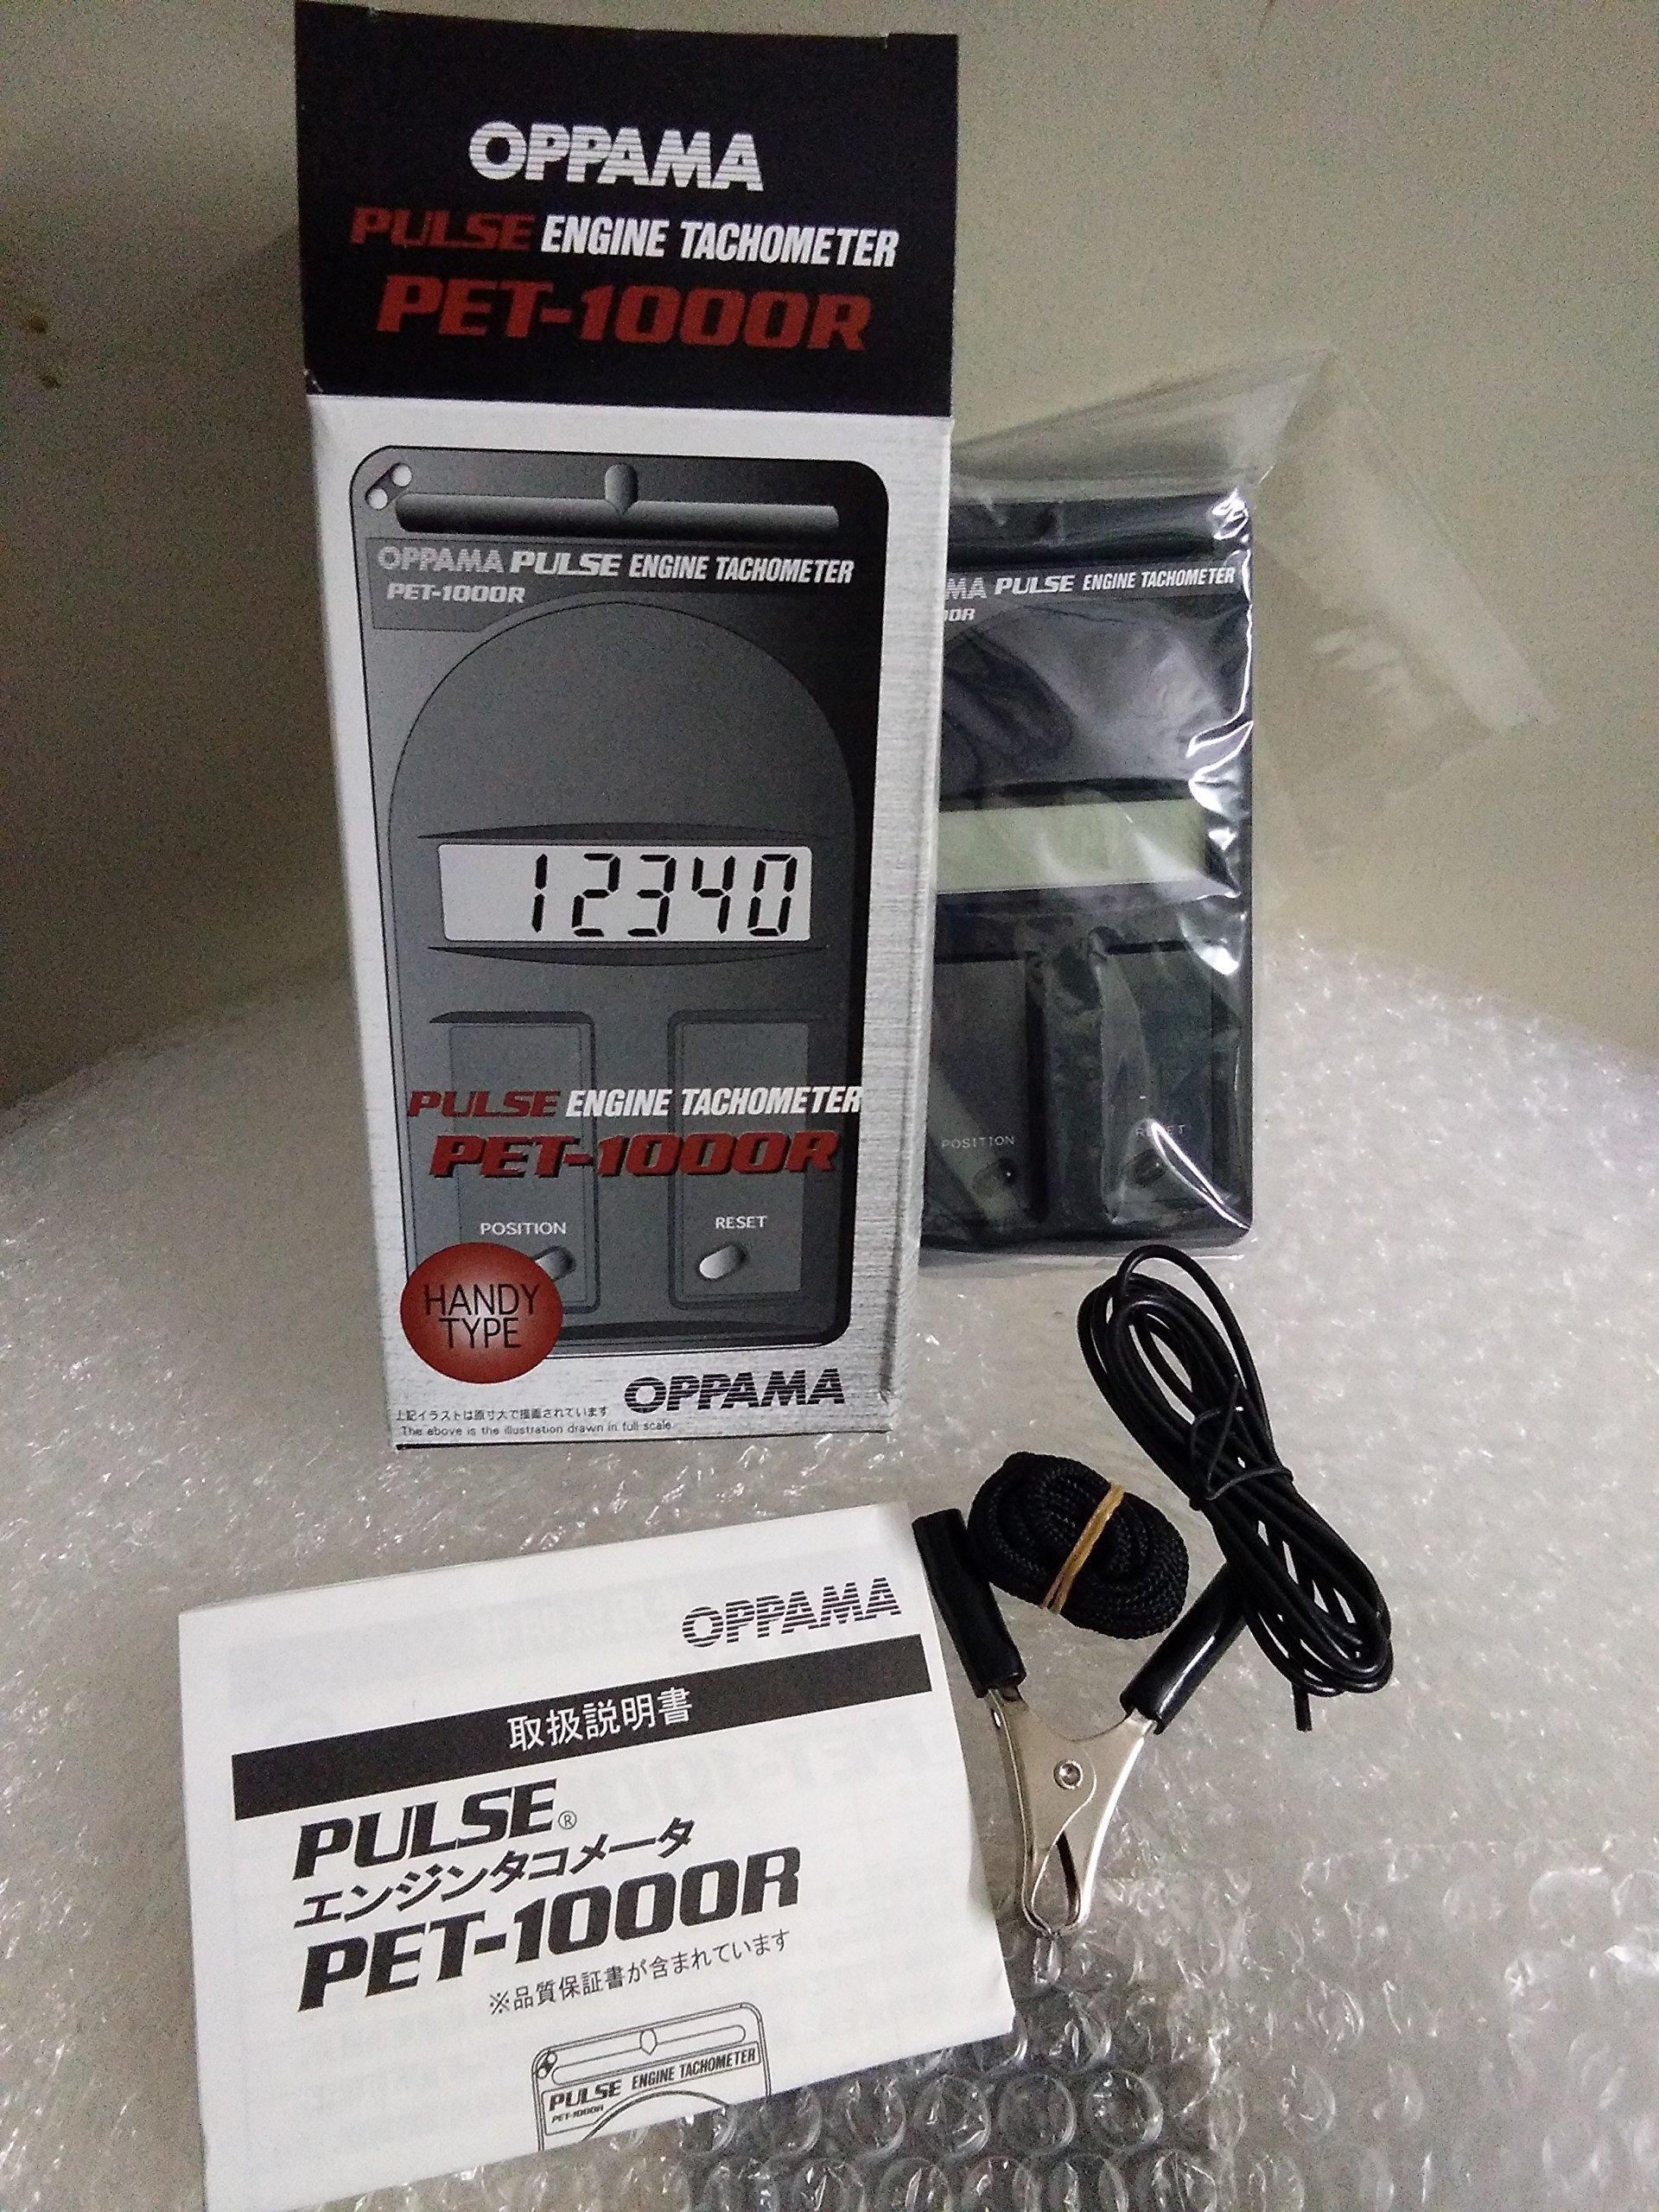 OPPAMA
PULSE ENGINE TACHOMETER
PET-1000R
OPPAMA PULSE ENGINE TACHOMETER
PET-1000R
12340
PULSE ENGINE TACHOMETER
PET-1000R
POSITION
RESET
HANDY
TYPE
OPPAMA
上記イラストは原寸大で描画されています
The above is the illustration drawn in full scale.
MA PULSE ENGINE TACHOMETER
00R
POSITION
RESET
OPPAMA
取扱説明書
PULSE®
エンジンタコメータ
PET-1000R
※品質保証書が含まれています
PULSE ENGINE TACHOMETER
PET-1000R